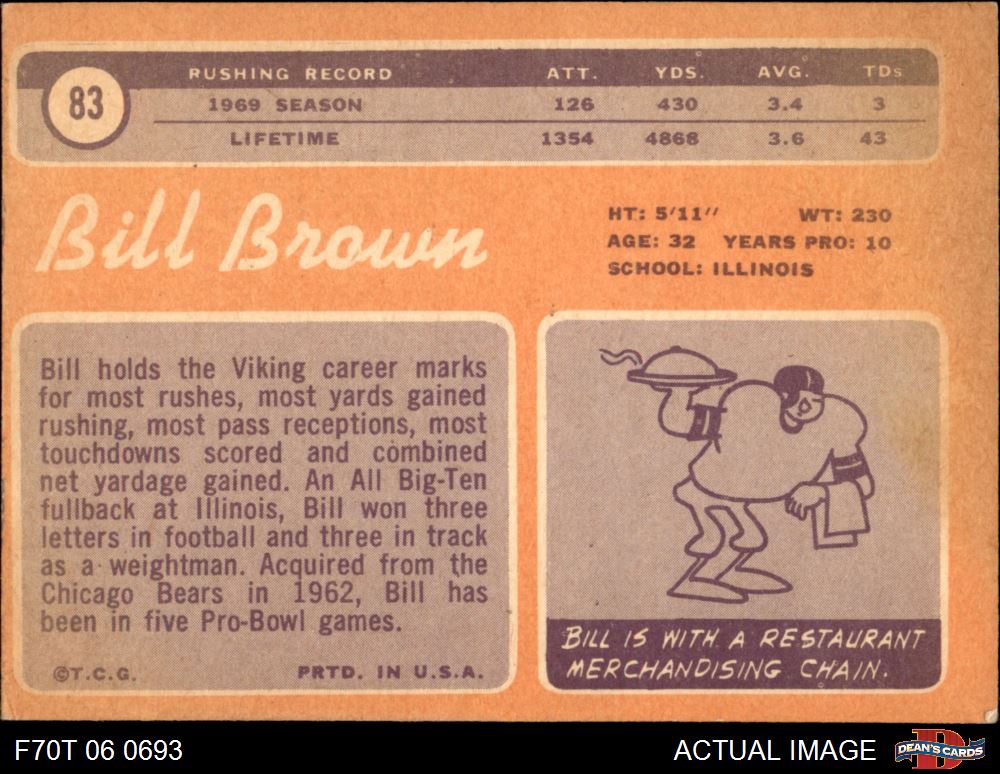 83
RUSHING RECORD ATT. YDS. AVG. TDs
1969 SEASON 126 430 3.4 3
LIFETIME 1354 4868 3.6 43
Bill Brown
HT: 5'11" WT: 230
AGE: 32 YEARS PRO: 10
SCHOOL: ILLINOIS
Bill holds the Viking career marks
for most rushes, most yards gained
rushing, most pass receptions, most
touchdowns scored and combined
net yardage gained. An All Big-Ten
fullback at Illinois, Bill won three
letters in football and three in track
as a weightman. Acquired from the
Chicago Bears in 1962, Bill has
been in five Pro-Bowl games.
©T.C.G. PRTD. IN U.S.A.
BILL IS WITH A RESTAURANT
MERCHANDISING CHAIN.
F70T 06 0693 ACTUAL IMAGE D DEAN'S CARDS